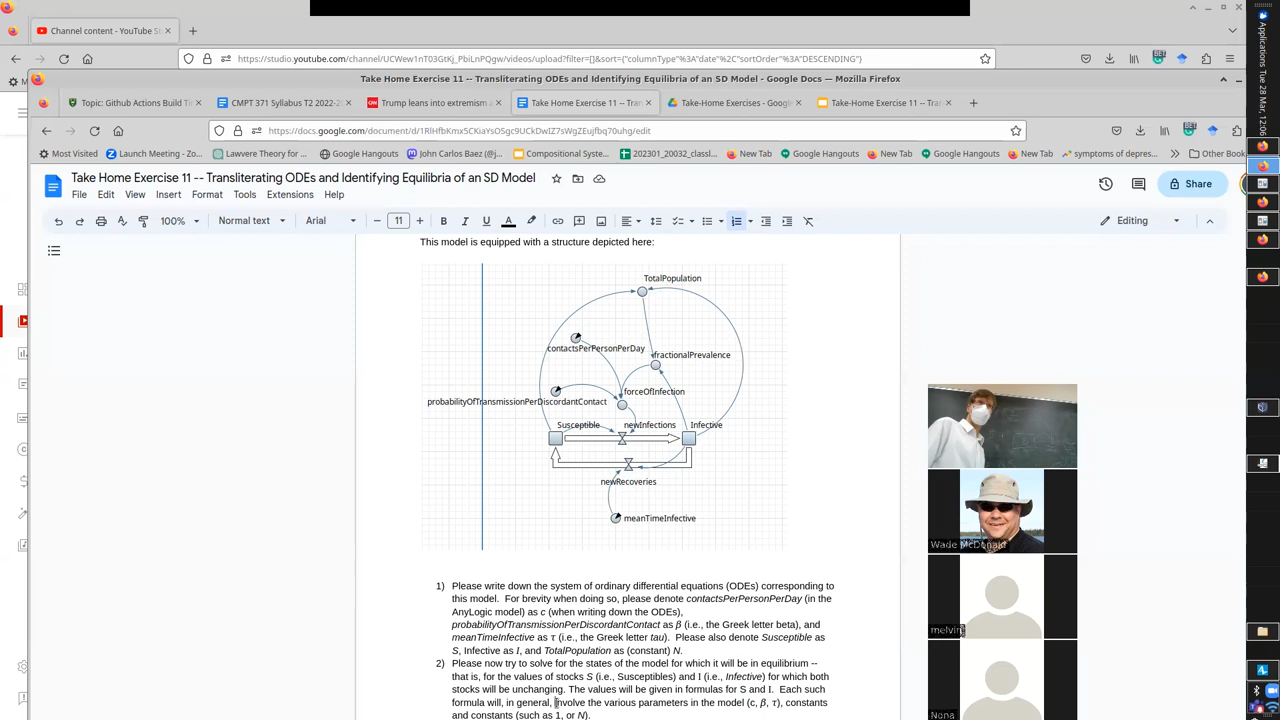 Channel content - YouTube S
https://studio.youtube.com/channel/UCWew1nT03GtKj_PbiLnPQgw/videos/upload?filter=[]&sort={"columnType"%3A"date"%2C"sortOrder"%3A"DESCENDING"}
Take Home Exercise 11 -- Transliterating ODEs and Identifying Equilibria of an SD Model - Google Docs — Mozilla Firefox
Topic: Github Actions Build Ti
CMPT 371 Syllabus T2 2022-2
Trump leans into extremism a
Take Home Exercise 11 -- Tran
Take-Home Exercises - Google
Take-Home Exercise 11 -- Tran
https://docs.google.com/document/d/1RlHfbKmx5CKiaYsOSgc9UCkDwIZ7sWgZEujfbq70uhg/edit
Most Visited
Launch Meeting - Zo
Lawvere Theory for
Google Hangouts
John Carlos Baez (@j
Compositional Syste
202301_20032_classl
New Tab
Google Hangouts
New Tab
Google Hangouts
New Tab
symptoms of depres
Other Book
Take Home Exercise 11 -- Transliterating ODEs and Identifying Equilibria of an SD Model
File Edit View Insert Format Tools Extensions Help
Share
100% Normal text Arial 11 B I U A Editing
This model is equipped with a structure depicted here:
TotalPopulation
contactsPerPersonPerDay
fractionalPrevalence
forceOfInfection
probabilityOfTransmissionPerDiscordantContact
Susceptible newInfections Infective
newRecoveries
meanTimeInfective
1) Please write down the system of ordinary differential equations (ODEs) corresponding to
this model. For brevity when doing so, please denote contactsPerPersonPerDay (in the
AnyLogic model) as c (when writing down the ODEs),
probabilityOfTransmissionPerDiscordantContact as β (i.e., the Greek letter beta), and
meanTimeInfective as τ (i.e., the Greek letter tau). Please also denote Susceptible as
S, Infective as I, and TotalPopulation as (constant) N.
2) Please now try to solve for the states of the model for which it will be in equilibrium --
that is, for the values of stocks S (i.e., Susceptibles) and I (i.e., Infective) for which both
stocks will be unchanging. The values will be given in formulas for S and I. Each such
formula will, in general, involve the various parameters in the model (c, β, τ), constants
and constants (such as 1, or N).
Wade McDonald
melvin
Nona
Applications Tue 28 Mar, 12:06